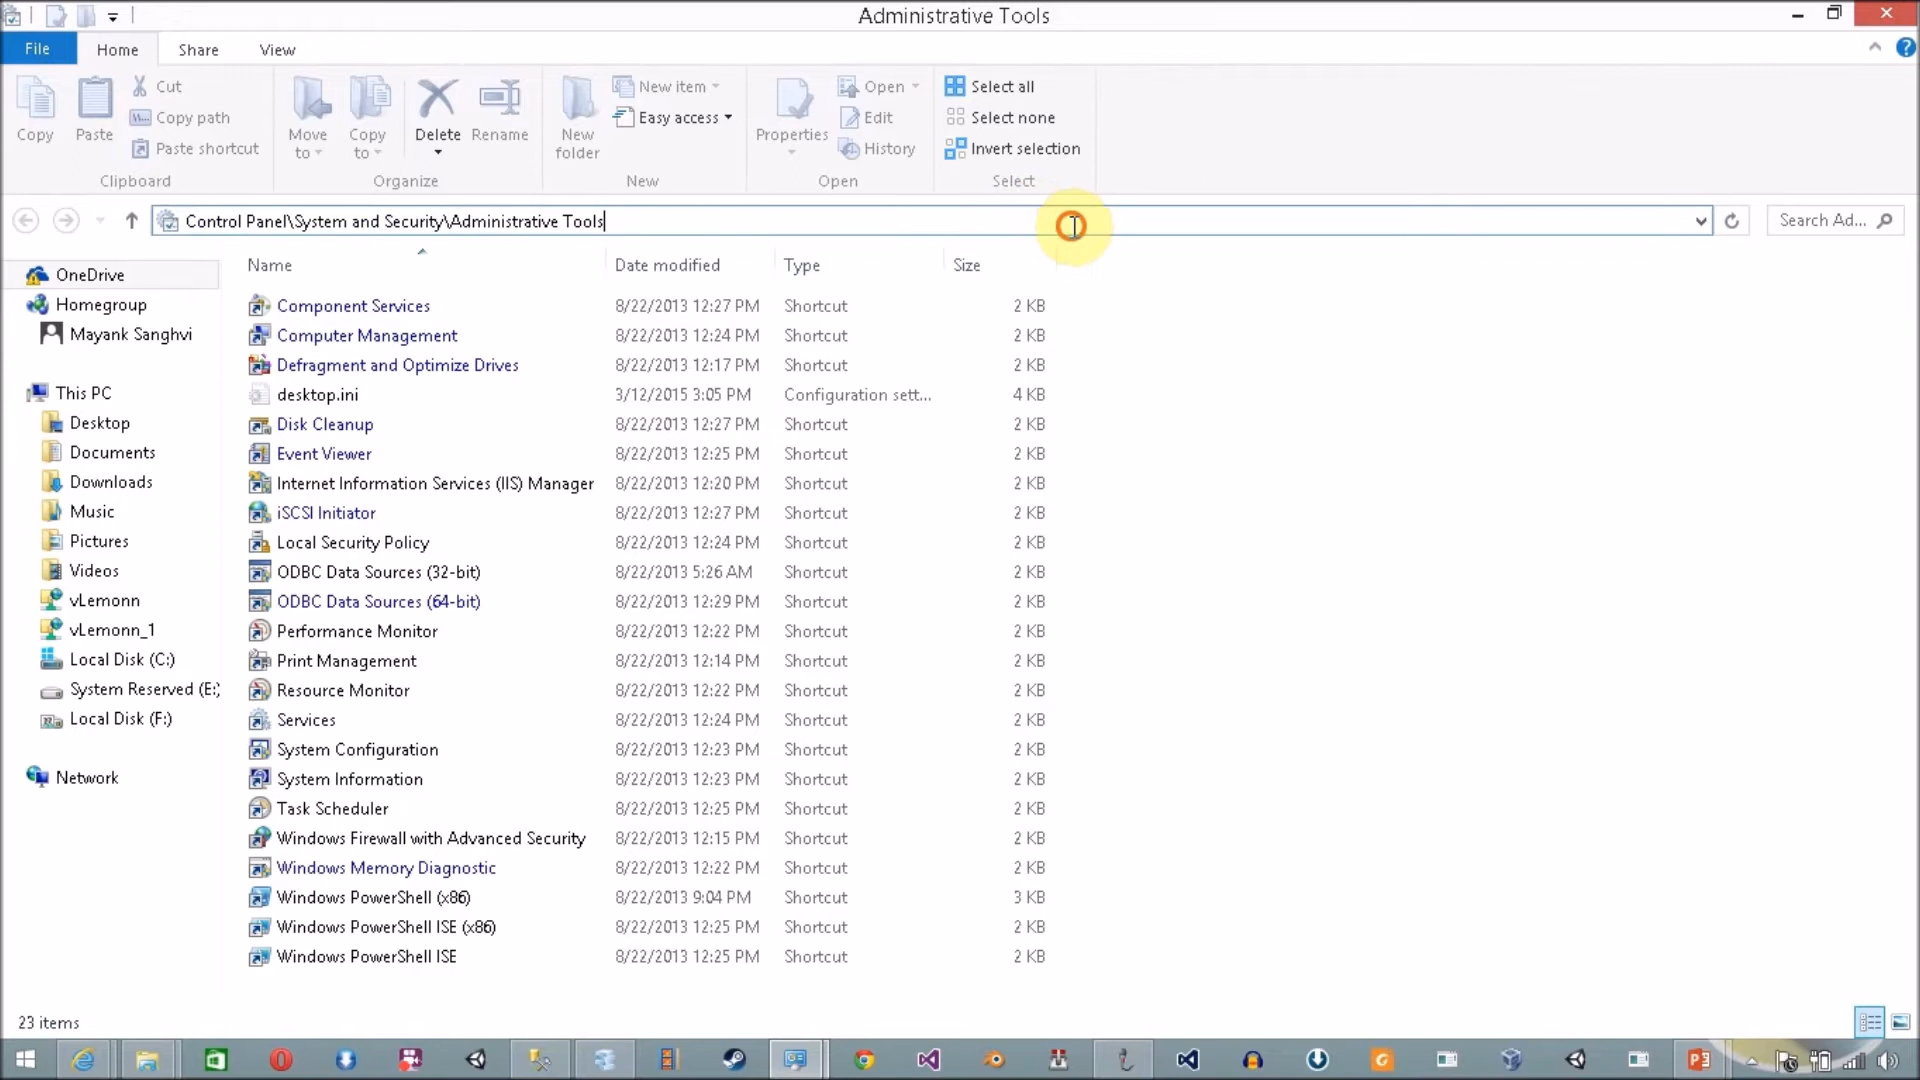 Administrative Tools
File Home Share View
Copy
Paste
Cut
Copy path
Paste shortcut
Clipboard
Move to
Copy to
Delete
Rename
Organize
New folder
New item
Easy access
New
Properties
Open
Edit
History
Open
Select all
Select none
Invert selection
Select
Control Panel\System and Security\Administrative Tools
Search Ad...
OneDrive
Homegroup
Mayank Sanghvi
This PC
Desktop
Documents
Downloads
Music
Pictures
Videos
vLemonn
vLemonn_1
Local Disk (C:)
System Reserved (E:)
Local Disk (F:)
Network
Name Date modified Type Size
Component Services 8/22/2013 12:27 PM Shortcut 2 KB
Computer Management 8/22/2013 12:24 PM Shortcut 2 KB
Defragment and Optimize Drives 8/22/2013 12:17 PM Shortcut 2 KB
desktop.ini 3/12/2015 3:05 PM Configuration sett... 4 KB
Disk Cleanup 8/22/2013 12:27 PM Shortcut 2 KB
Event Viewer 8/22/2013 12:25 PM Shortcut 2 KB
Internet Information Services (IIS) Manager 8/22/2013 12:20 PM Shortcut 2 KB
iSCSI Initiator 8/22/2013 12:27 PM Shortcut 2 KB
Local Security Policy 8/22/2013 12:24 PM Shortcut 2 KB
ODBC Data Sources (32-bit) 8/22/2013 5:26 AM Shortcut 2 KB
ODBC Data Sources (64-bit) 8/22/2013 12:29 PM Shortcut 2 KB
Performance Monitor 8/22/2013 12:22 PM Shortcut 2 KB
Print Management 8/22/2013 12:14 PM Shortcut 2 KB
Resource Monitor 8/22/2013 12:22 PM Shortcut 2 KB
Services 8/22/2013 12:24 PM Shortcut 2 KB
System Configuration 8/22/2013 12:23 PM Shortcut 2 KB
System Information 8/22/2013 12:23 PM Shortcut 2 KB
Task Scheduler 8/22/2013 12:25 PM Shortcut 2 KB
Windows Firewall with Advanced Security 8/22/2013 12:15 PM Shortcut 2 KB
Windows Memory Diagnostic 8/22/2013 12:22 PM Shortcut 2 KB
Windows PowerShell (x86) 8/22/2013 9:04 PM Shortcut 3 KB
Windows PowerShell ISE (x86) 8/22/2013 12:25 PM Shortcut 2 KB
Windows PowerShell ISE 8/22/2013 12:25 PM Shortcut 2 KB
23 items